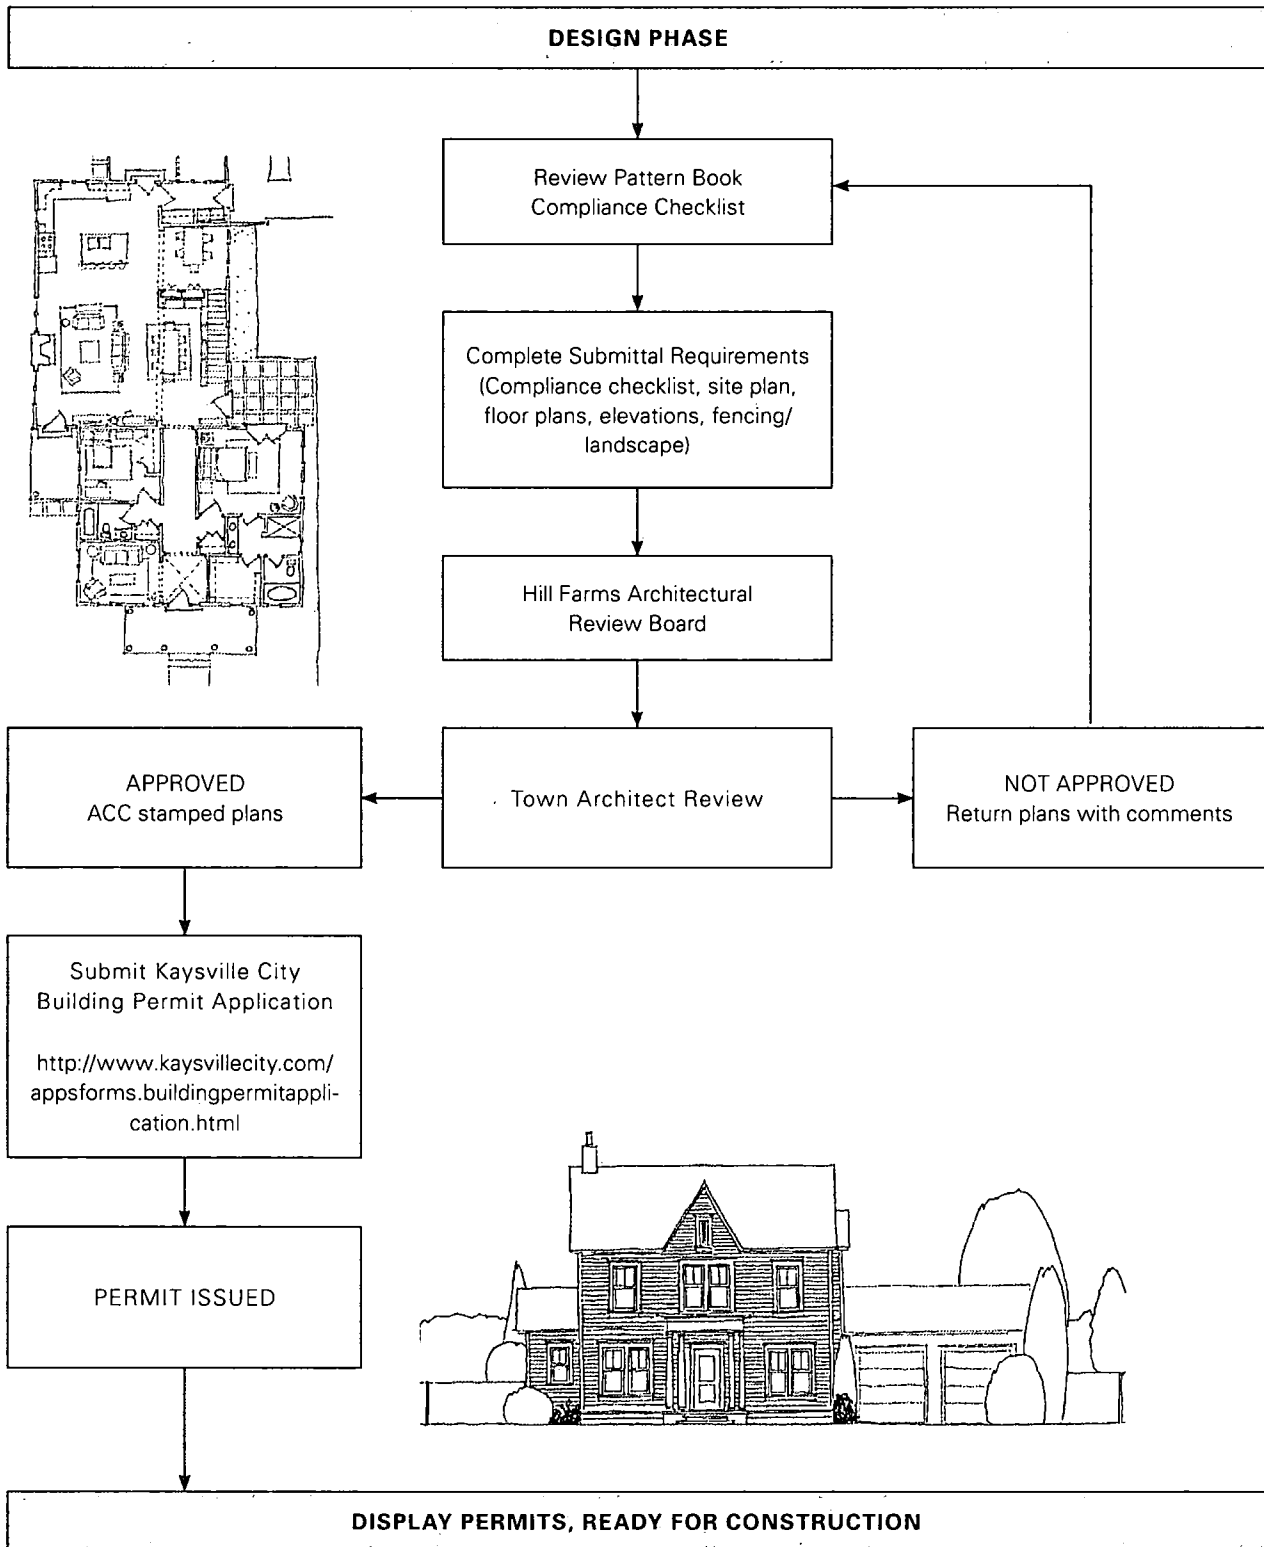 DESIGN PHASE
Review Pattern Book
Compliance Checklist
Complete Submittal Requirements
(Compliance checklist, site plan,
floor plans, elevations, fencing/
landscape)
Hill Farms Architectural
Review Board
APPROVED
ACC stamped plans
Town Architect Review
NOT APPROVED
Return plans with comments
Submit Kaysville City
Building Permit Application
http://www.kaysvillecity.com/
appsforms.buildingpermitappli-
cation.html
PERMIT ISSUED
DISPLAY PERMITS, READY FOR CONSTRUCTION